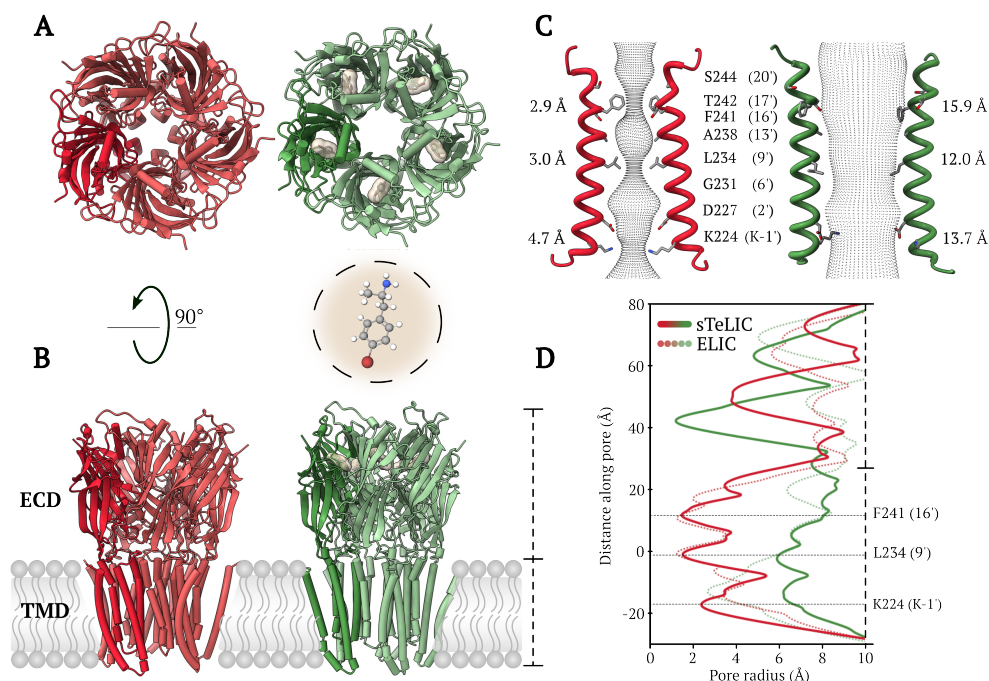 A
C
S244 (20')
2.9 Å
T242 (17')
15.9 Å
F241 (16')
A238 (13')
3.0 Å
L234 (9')
12.0 Å
G231 (6')
D227 (2')
4.7 Å
K224 (K-1')
13.7 Å
90°
B
D
80
sTeLIC
ELIC
60
40
20
0
-20
Distance along pore (Å)
F241 (16')
L234 (9')
K224 (K-1')
0
2
4
6
8
10
Pore radius (Å)
ECD
TMD